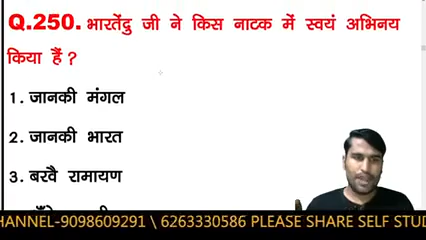 Q.250. भारतेंदु जी ने किस नाटक में स्वयं अभिनय
किया हैं ?
1. जानकी मंगल
2. जानकी भारत
3. बरवै रामायण
CHANNEL-9098609291 \ 6263330586 PLEASE SHARE SELF STUD